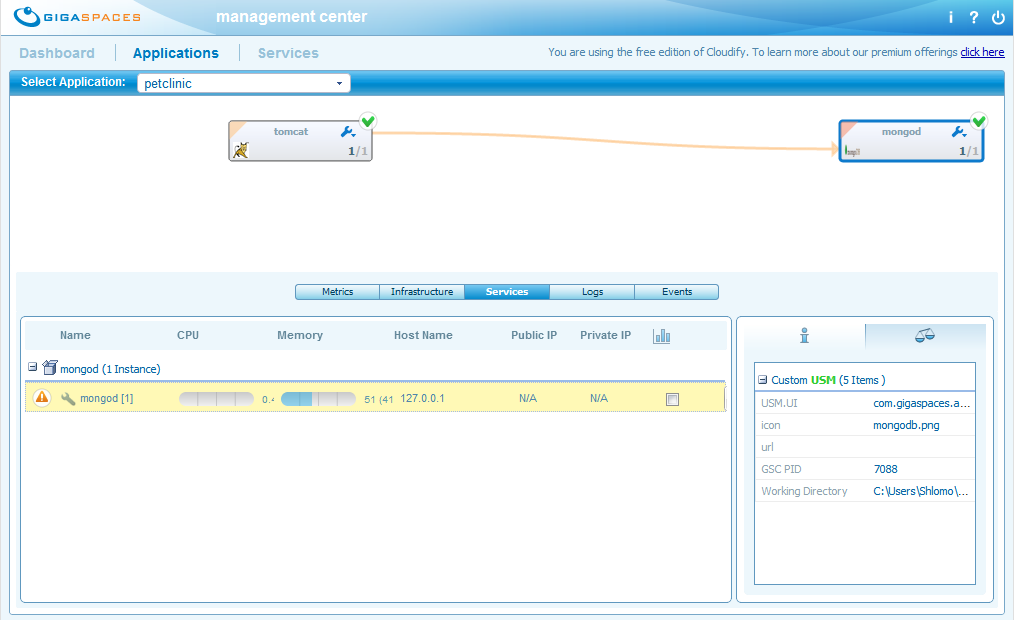 GIGASPACES management center i ?
Dashboard Applications Services You are using the free edition of Cloudify. To learn more about our premium offerings click here
Select Application: petclinic
tomcat mongod
1/1 1/1
Metrics Infrastructure Services Logs Events
Name CPU Memory Host Name Public IP Private IP
mongod (1 Instance)
mongod [1] 0.4 51 (41 127.0.0.1 N/A N/A
Custom USM (5 Items )
USM.UI com.gigaspaces.a...
icon mongodb.png
url
GSC PID 7088
Working Directory C:\Users\Shlomo\...